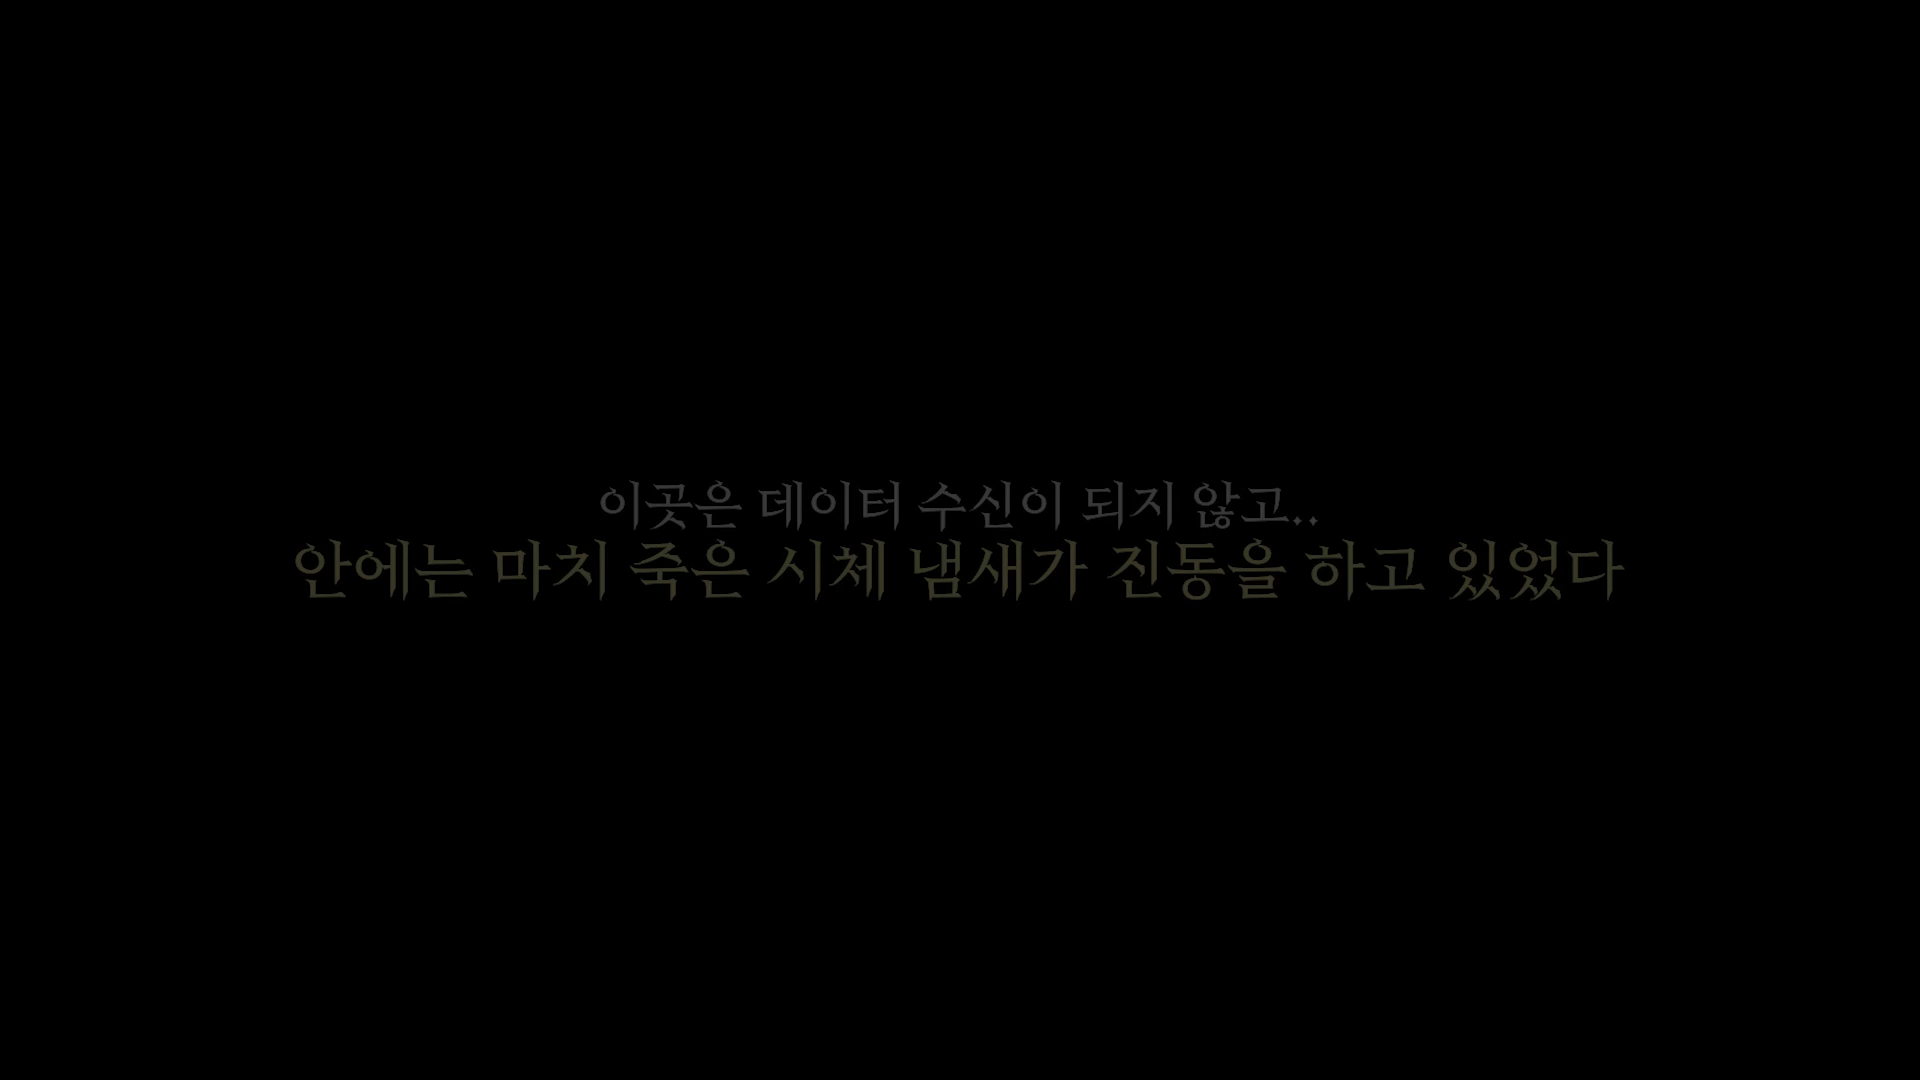 이곳은 데이터 수신이 되지 않고..
안에는 마치 죽은 시체 냄새가 진동을 하고 있었다